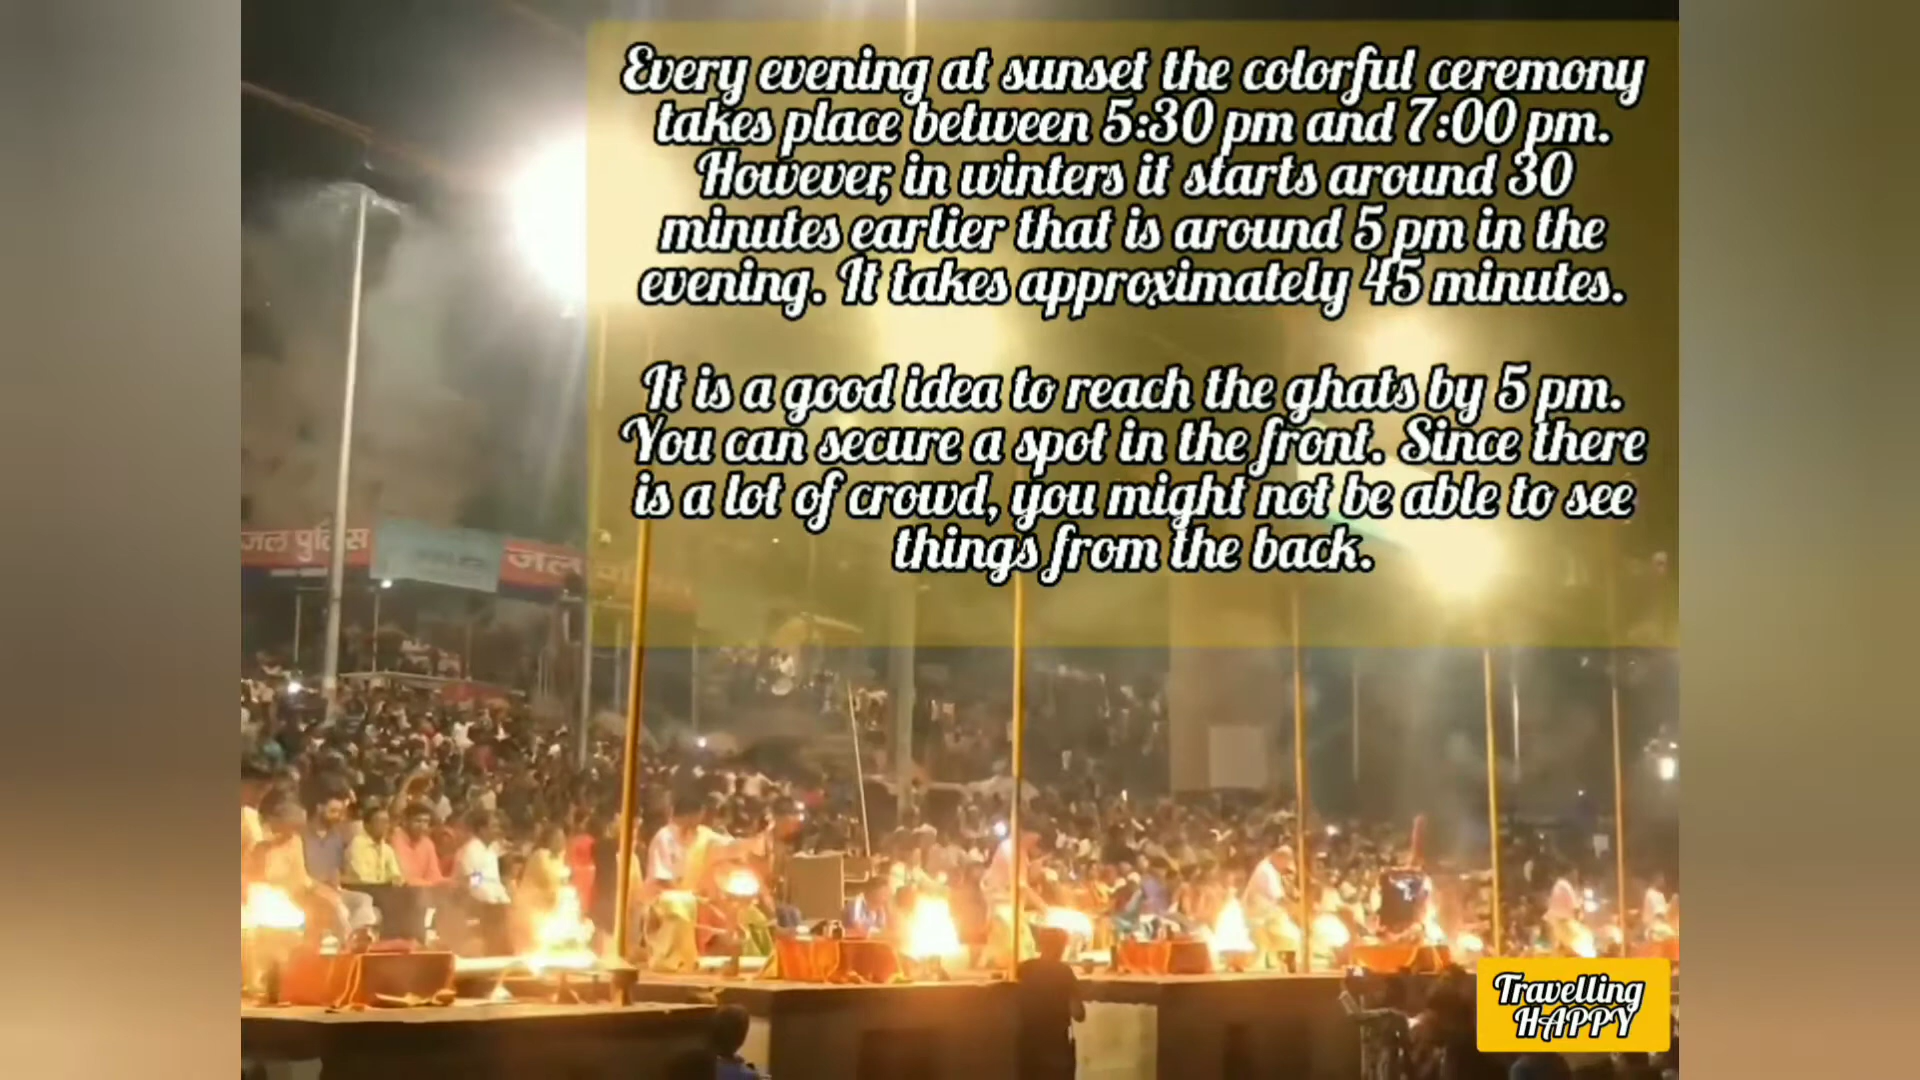 Every evening at sunset the colorful ceremony
takes place between 5:30 pm and 7:00 pm.
However, in winters it starts around 30
minutes earlier that is around 5 pm in the
evening. It takes approximately 45 minutes.
It is a good idea to reach the ghats by 5 pm.
You can secure a spot in the front. Since there
is a lot of crowd, you might not be able to see
things from the back.
जल पुलिस
जल
Travelling
HAPPY